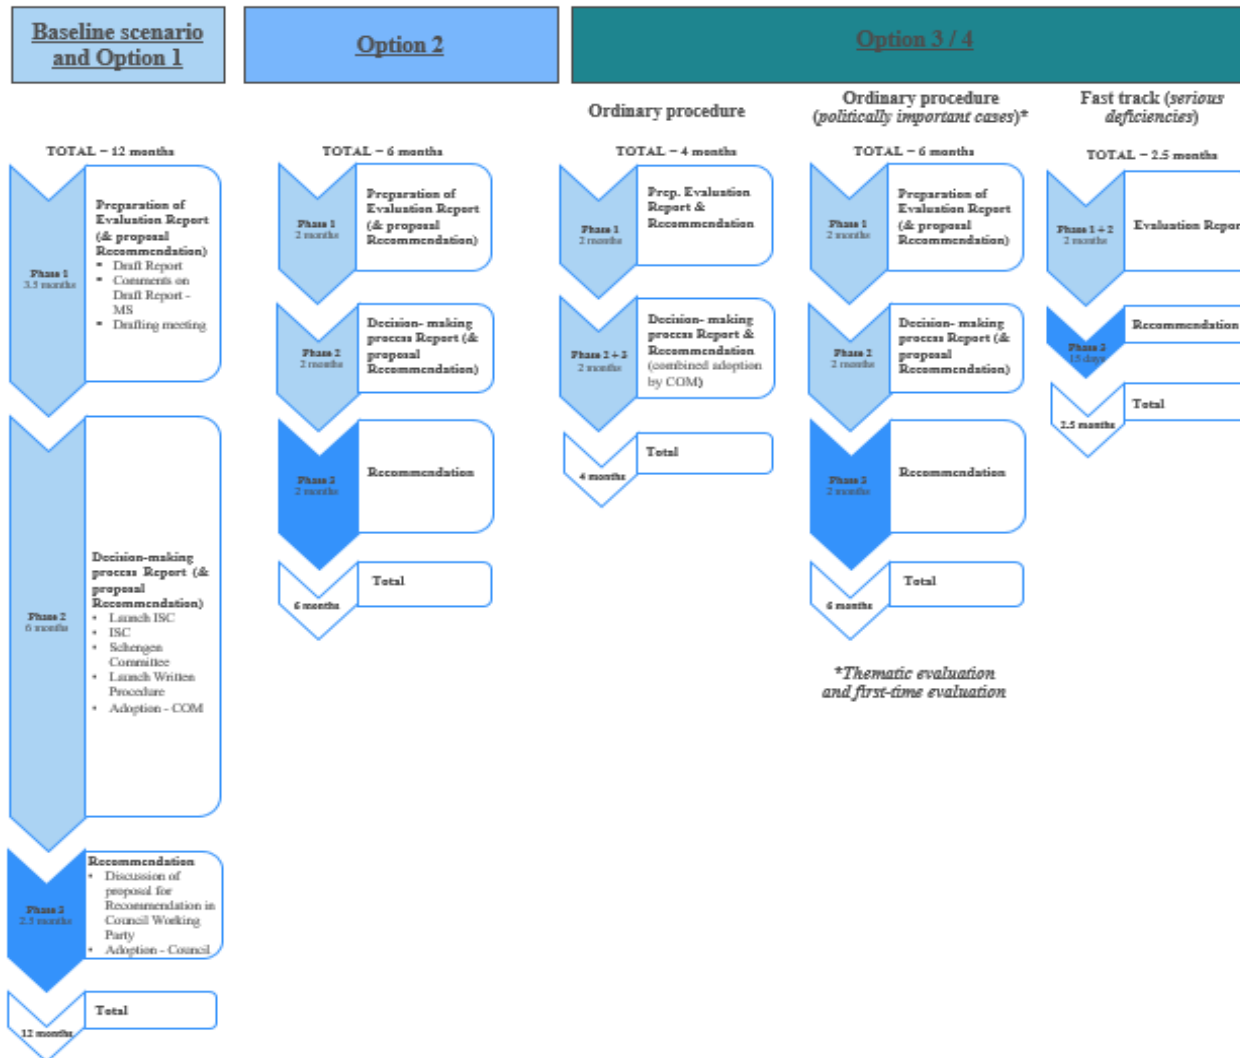 Baseline scenario
and Option 1
Option 2
Option 3 / 4
Ordinary procedure
Ordinary procedure
(politically important cases)*
Fast track (serious
deficiencies)
TOTAL – 12 months
Phase 1
3.5 months
Preparation of
Evaluation Report
(& proposal
Recommendation)
Draft Report
Comments on
Draft Report -
MS
Drafting meeting
Phase 2
6 months
Decision-making
process Report (&
proposal
Recommendation)
• Launch ISC
• ISC
• Schengen
Committee
• Launch Written
Procedure
• Adoption - COM
Phase 3
2.5 months
Recommendation
• Discussion of
proposal for
Recommendation in
Council Working
Party
• Adoption - Council
12 months
Total
TOTAL – 6 months
Phase 1
2 months
Preparation of
Evaluation Report
(& proposal
Recommendation)
Phase 2
2 months
Decision- making
process Report (&
proposal
Recommendation)
Phase 3
2 months
Recommendation
6 months
Total
TOTAL – 4 months
Phase 1
2 months
Prep. Evaluation
Report &
Recommendation
Phase 2 + 3
2 months
Decision- making
process Report &
Recommendation
(combined adoption
by COM)
4 months
Total
TOTAL – 6 months
Phase 1
2 months
Preparation of
Evaluation Report
(& proposal
Recommendation)
Phase 2
2 months
Decision- making
process Report (&
proposal
Recommendation)
Phase 3
2 months
Recommendation
6 months
Total
*Thematic evaluation
and first-time evaluation
TOTAL – 2.5 months
Phase 1 + 2
2 months
Evaluation Report
Phase 3
15 days
Recommendation
2.5 months
Total